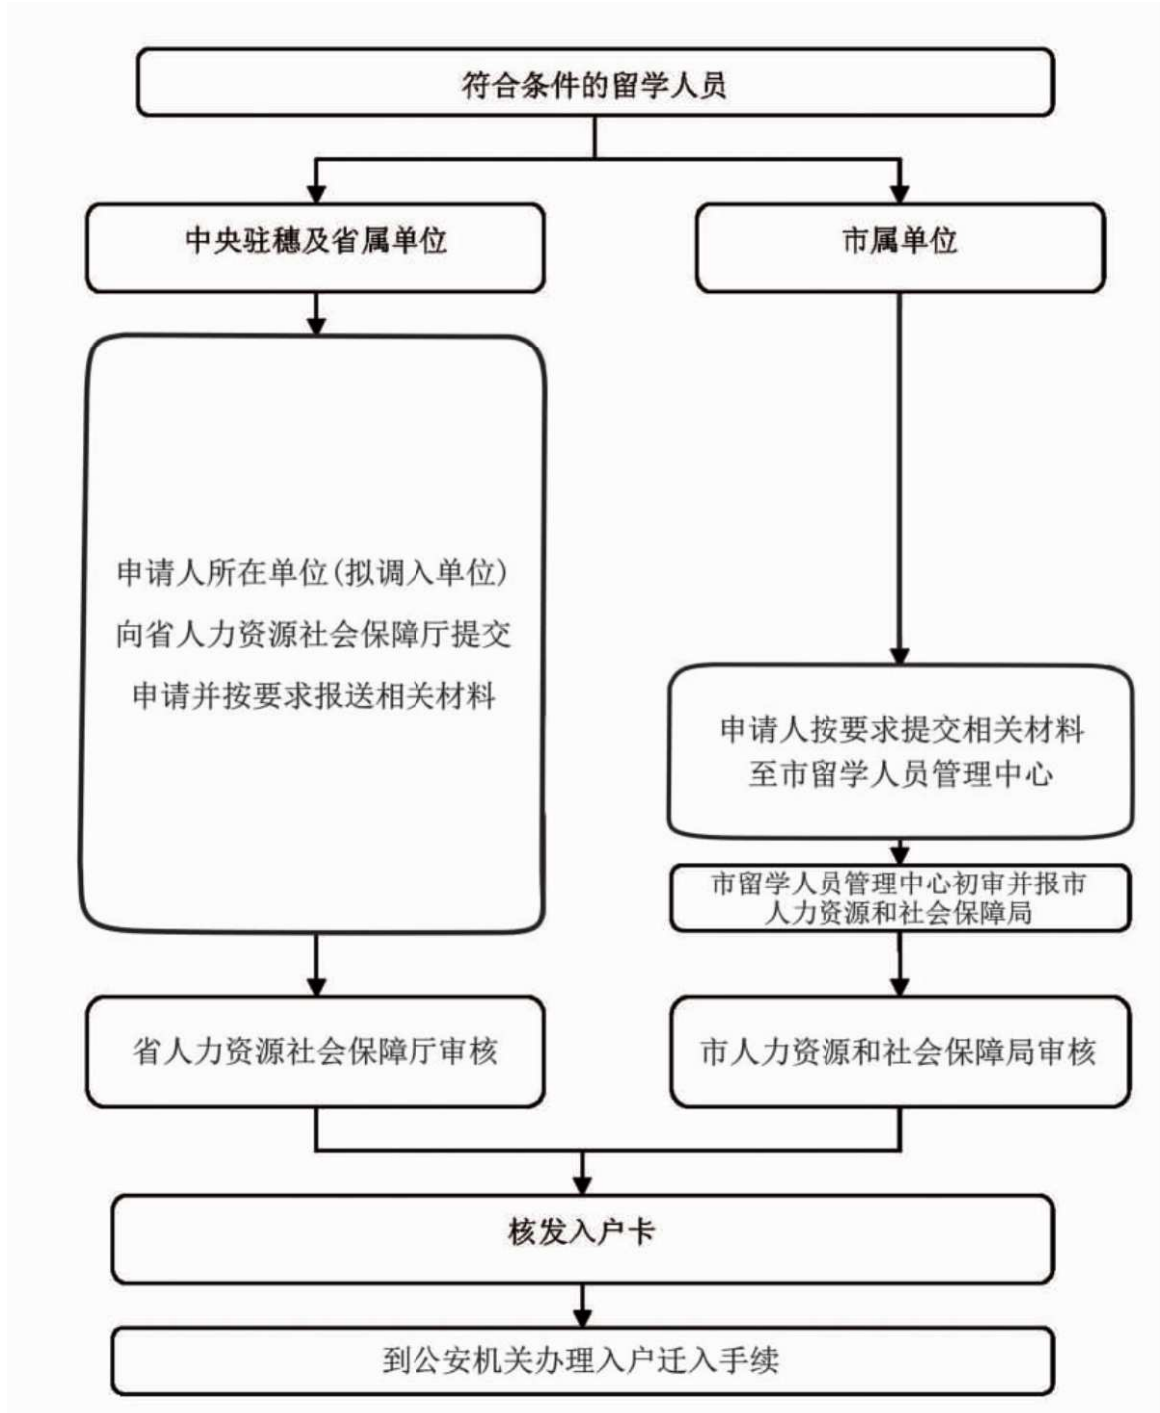 符合条件的留学人员
中央驻穗及省属单位
市属单位
申请人所在单位(拟调入单位)
向省人力资源社会保障厅提交
申请并按要求报送相关材料
申请人按要求提交相关材料
至市留学人员管理中心
市留学人员管理中心初审并报市
人力资源和社会保障局
省人力资源社会保障厅审核
市人力资源和社会保障局审核
核发入户卡
到公安机关办理入户迁入手续